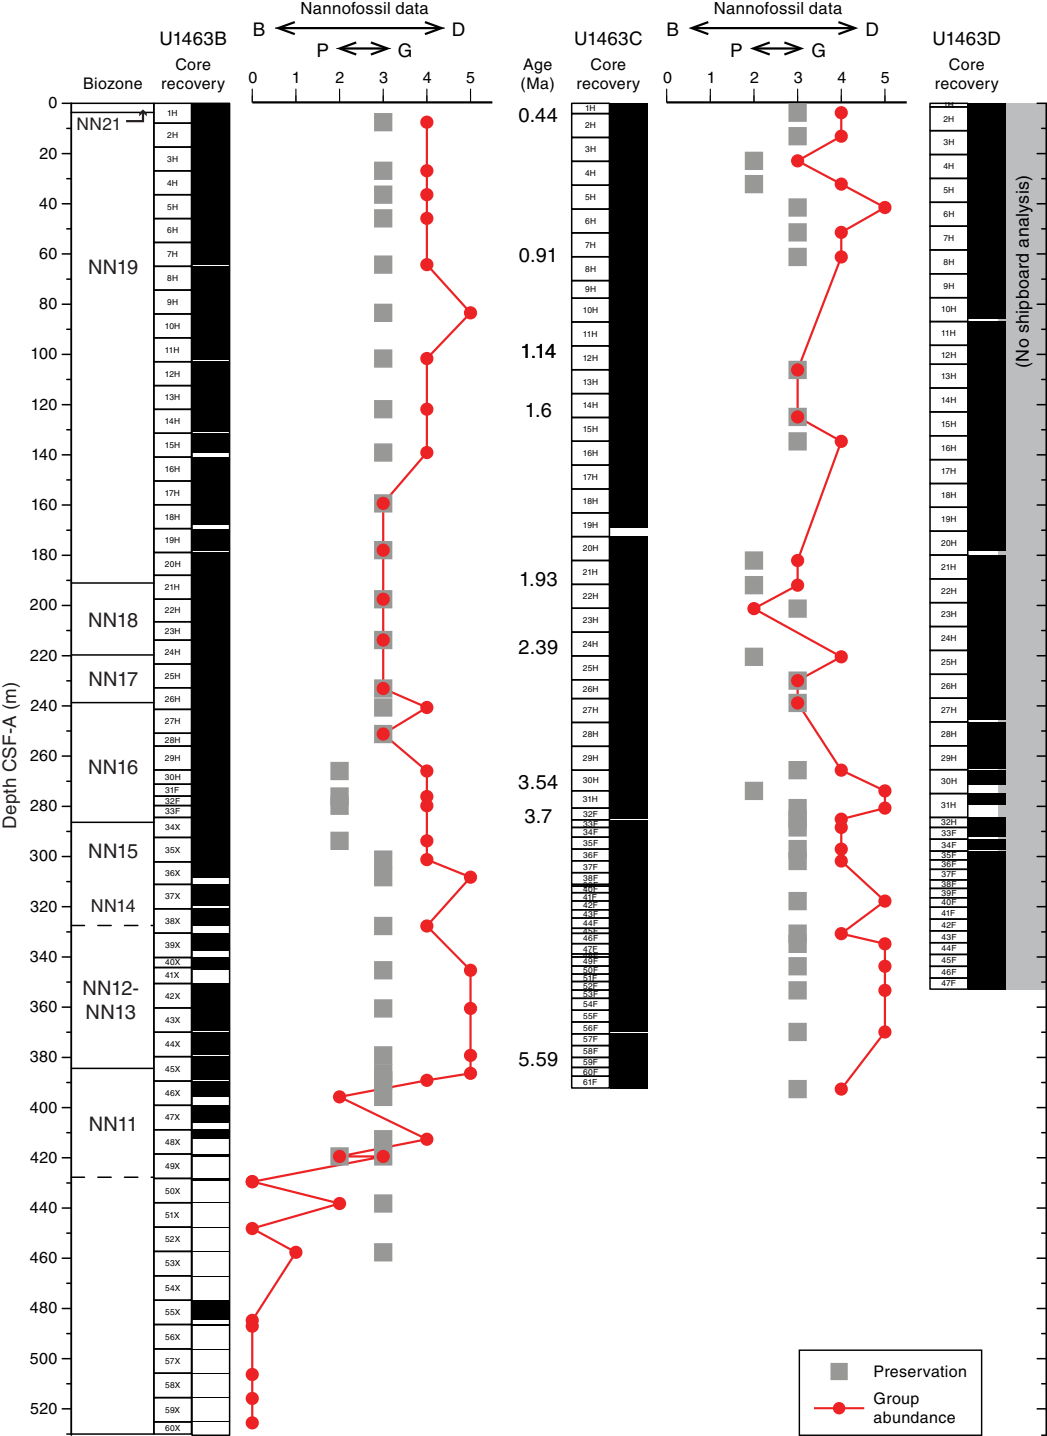 Nannofossil data
B D
P G
U1463B
Biozone
Core recovery
0 1 2 3 4 5
Age (Ma)
U1463C
Core recovery
Nannofossil data
B D
P G
0 1 2 3 4 5
U1463D
Core recovery
Depth CSF-A (m)
0
20
40
60
80
100
120
140
160
180
200
220
240
260
280
300
320
340
360
380
400
420
440
460
480
500
520
NN21
NN19
NN18
NN17
NN16
NN15
NN14
NN12-
NN13
NN11
1H
2H
3H
4H
5H
6H
7H
8H
9H
10H
11H
12H
13H
14H
15H
16H
17H
18H
19H
20H
21H
22H
23H
24H
25H
26H
27H
28H
29H
30H
31F
32F
33F
34X
35X
36X
37X
38X
39X
40X
41X
42X
43X
44X
45X
46X
47X
48X
49X
50X
51X
52X
53X
54X
55X
56X
57X
58X
59X
60X
0.44
0.91
1.14
1.6
1.93
2.39
3.54
3.7
5.59
1H
2H
3H
4H
5H
6H
7H
8H
9H
10H
11H
12H
13H
14H
15H
16H
17H
18H
19H
20H
21H
22H
23H
24H
25H
26H
27H
28H
29H
30H
31H
32F
33F
34F
35F
36F
37F
38F
41F
42F
43F
44F
46F
47F
49F
50F
51F
52F
53F
54F
55F
56F
57F
58F
59F
60F
61F
1H
2H
3H
4H
5H
6H
7H
8H
9H
10H
11H
12H
13H
14H
15H
16H
17H
18H
19H
20H
21H
22H
23H
24H
25H
26H
27H
28H
29H
30H
31H
32H
33F
34F
35F
36F
37F
38F
39F
40F
41F
42F
43F
44F
45F
46F
47F
(No shipboard analysis)
Preservation
Group
abundance